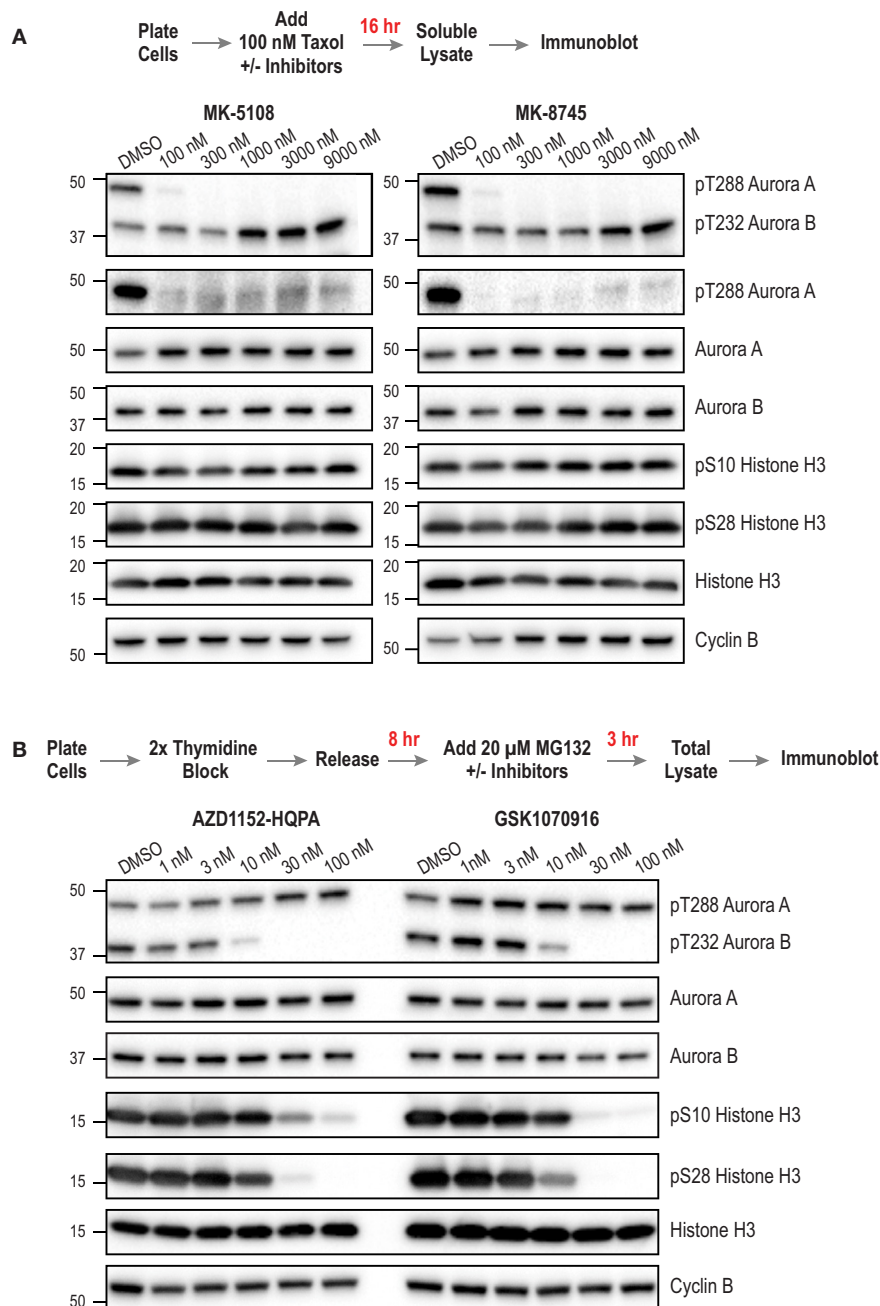 A
Plate Cells
Add 100 nM Taxol +/- Inhibitors
16 hr
Soluble Lysate
Immunoblot
MK-5108
MK-8745
DMSO 100 nM 300 nM 1000 nM 3000 nM 9000 nM
DMSO 100 nM 300 nM 1000 nM 3000 nM 9000 nM
50 50 pT288 Aurora A
37 37 pT232 Aurora B
50 50 pT288 Aurora A
50 50 Aurora A
50 50
37 37 Aurora B
20 20
15 15 pS10 Histone H3
20 20
15 15 pS28 Histone H3
20 20
15 15 Histone H3
50 50 Cyclin B
B
Plate Cells
2x Thymidine Block
Release
8 hr
Add 20 µM MG132 +/- Inhibitors
3 hr
Total Lysate
Immunoblot
AZD1152-HQPA
GSK1070916
DMSO 1 nM 3 nM 10 nM 30 nM 100 nM
DMSO 1nM 3 nM 10 nM 30 nM 100 nM
50 pT288 Aurora A
37 pT232 Aurora B
50 Aurora A
37 Aurora B
15 pS10 Histone H3
15 pS28 Histone H3
15 Histone H3
50 Cyclin B